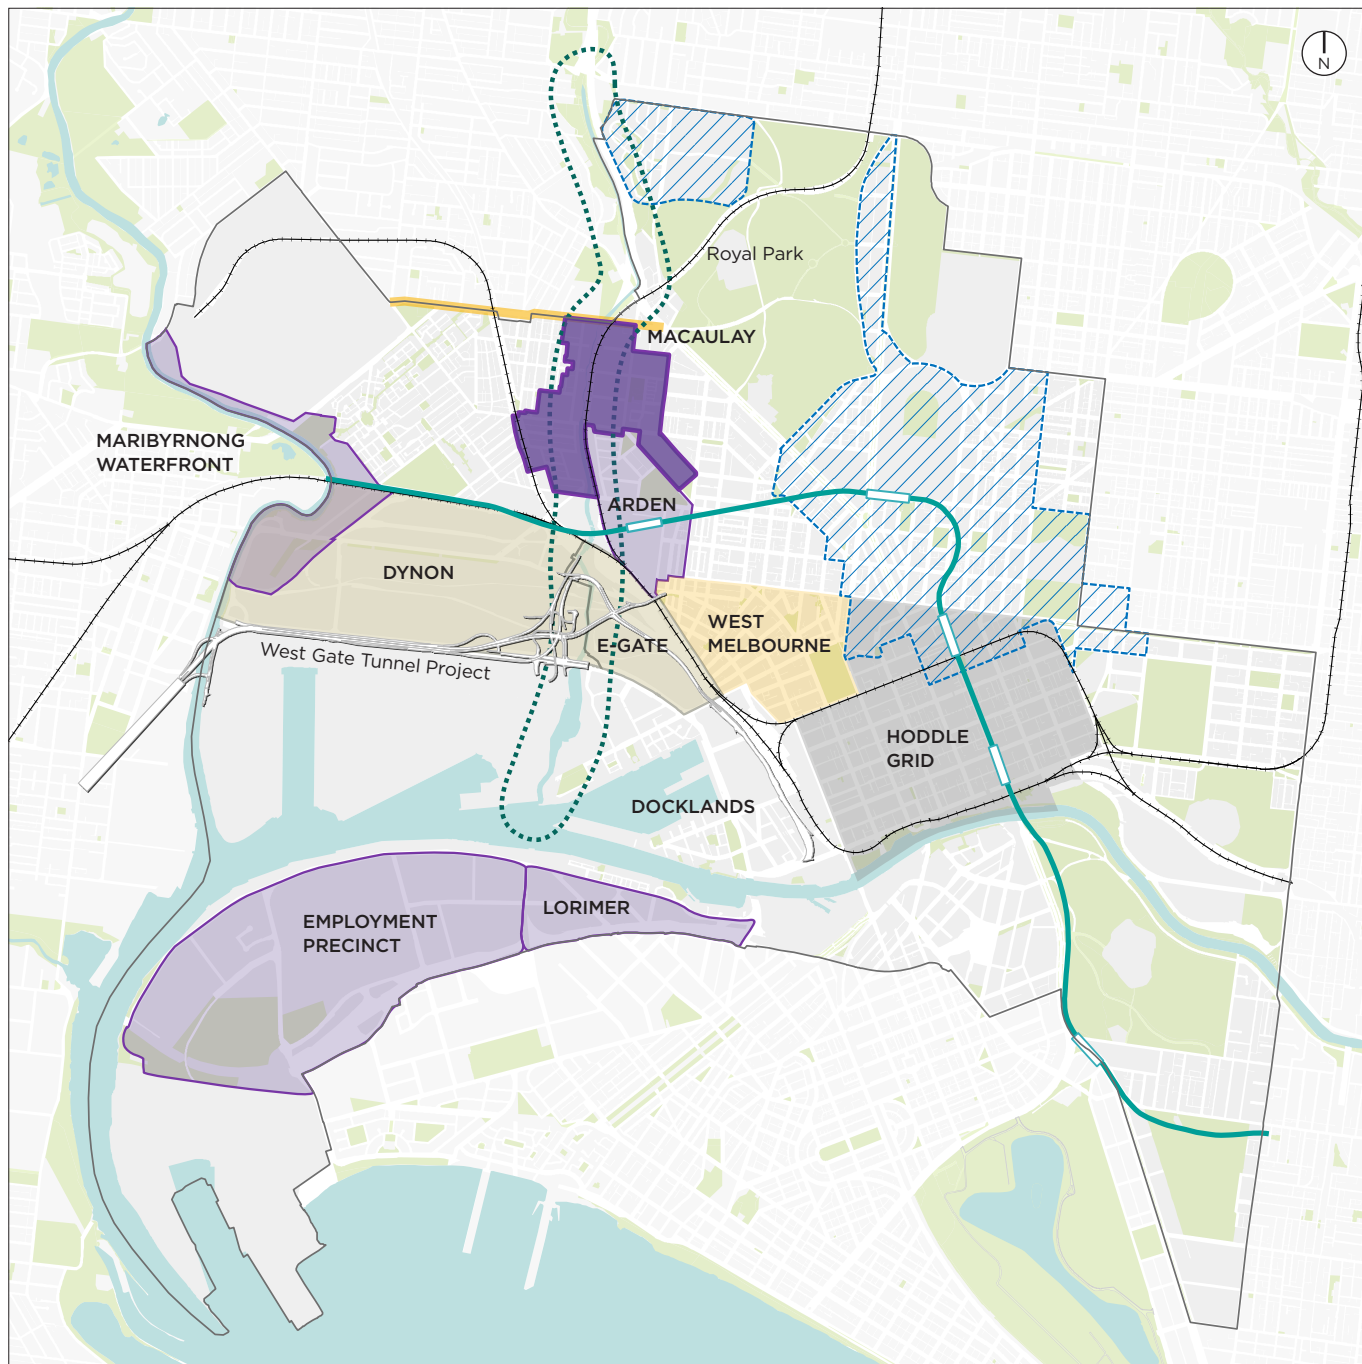 N
Royal Park
MACAULAY
MARIBYRNONG
WATERFRONT
ARDEN
DYNON
WEST
MELBOURNE
E-GATE
West Gate Tunnel Project
HODDLE
GRID
DOCKLANDS
LORIMER
EMPLOYMENT
PRECINCT